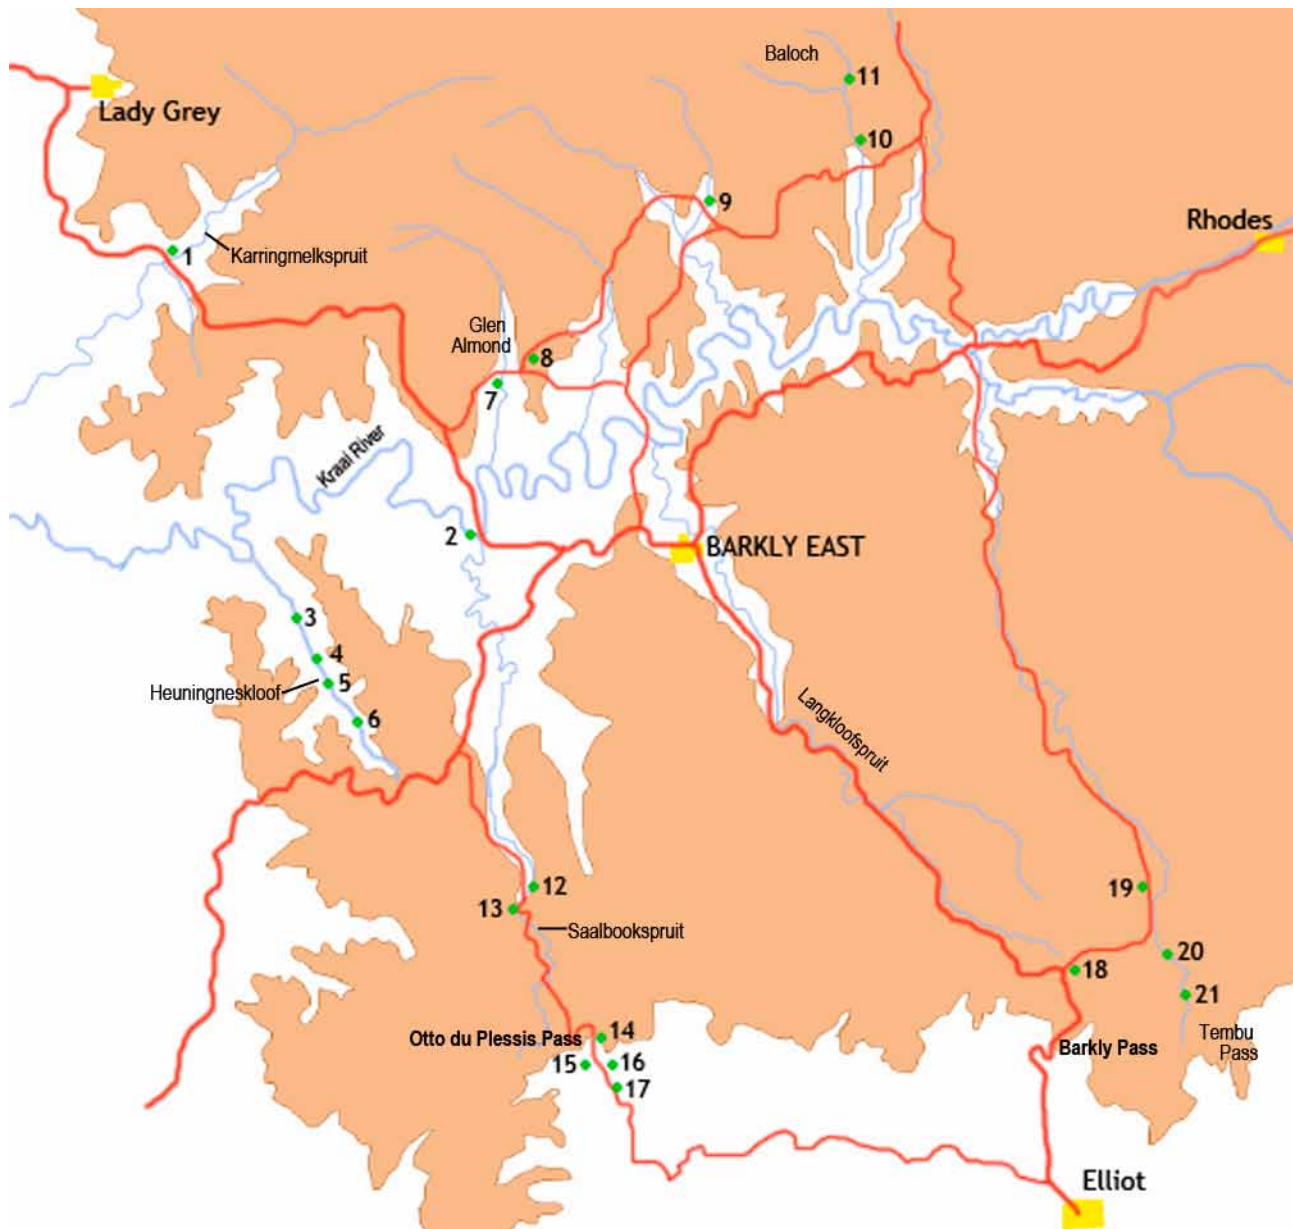 Baloch
11
Lady Grey
10
9
Rhodes
1
Karringmelkspruit
Glen
Almond
8
7
Kraai River
2
BARKLY EAST
3
4
Heuningneskloof
5
6
Langkloofspruit
12
19
13
Saalbookspruit
20
18
21
14
Otto du Plessis Pass
Tembu
Pass
Barkly Pass
15
16
17
Elliot